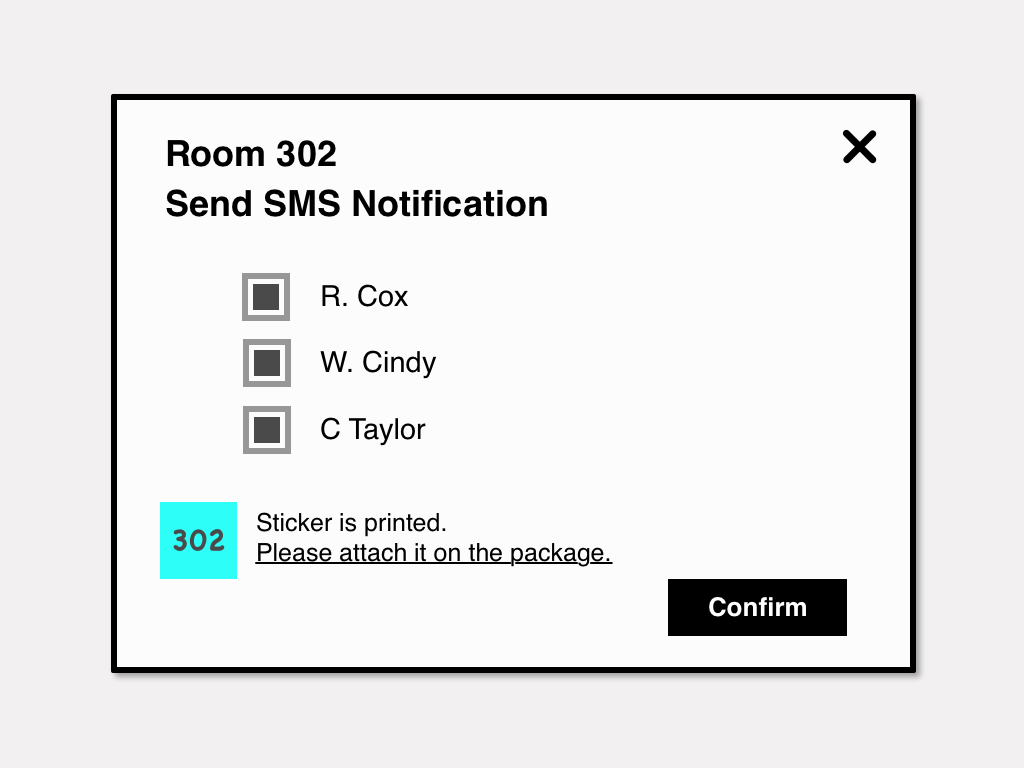 Room 302
Send SMS Notification
R. Cox
W. Cindy
C Taylor
302
Sticker is printed.
Please attach it on the package.
Confirm